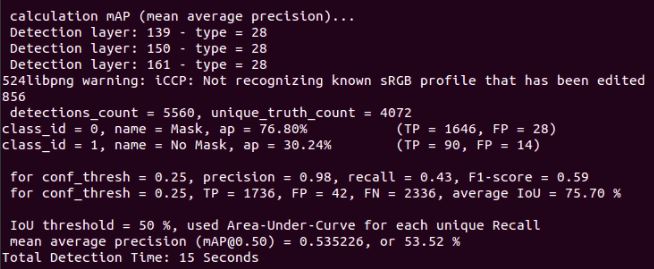 calculation mAP (mean average precision)...
Detection layer: 139 - type = 28
Detection layer: 150 - type = 28
Detection layer: 161 - type = 28
524libpng warning: iCCP: Not recognizing known sRGB profile that has been edited
856
detections_count = 5560, unique_truth_count = 4072
class_id = 0, name = Mask, ap = 76.80% (TP = 1646, FP = 28)
class_id = 1, name = No Mask, ap = 30.24% (TP = 90, FP = 14)
for conf_thresh = 0.25, precision = 0.98, recall = 0.43, F1-score = 0.59
for conf_thresh = 0.25, TP = 1736, FP = 42, FN = 2336, average IoU = 75.70 %
IoU threshold = 50 %, used Area-Under-Curve for each unique Recall
mean average precision (mAP@0.50) = 0.535226, or 53.52 %
Total Detection Time: 15 Seconds